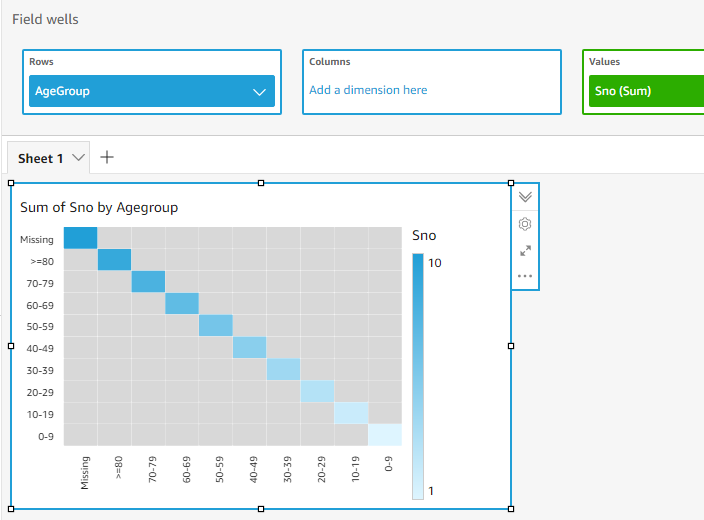 Field wells
Rows
Columns
Values
AgeGroup
Add a dimension here
Sno (Sum)
Sheet 1
Sum of Sno by Agegroup
Sno
10
1
Missing
>=80
70-79
60-69
50-59
40-49
30-39
20-29
10-19
0-9
Missing
>=80
70-79
60-69
50-59
40-49
30-39
20-29
10-19
0-9